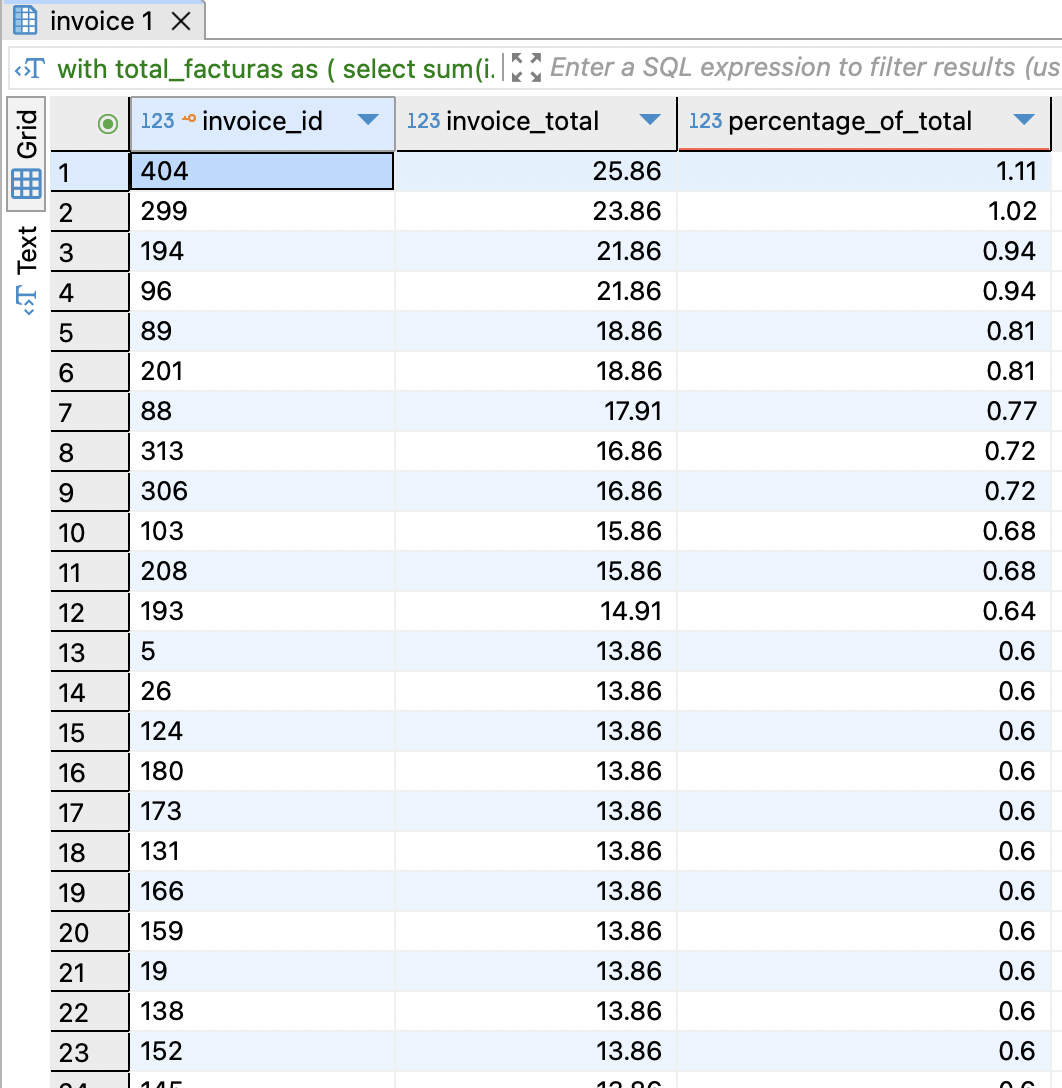 invoice 1
with total_facturas as ( select sum(i. Enter a SQL expression to filter results (us
Grid
Text
123 invoice_id 123 invoice_total 123 percentage_of_total
1 404 25.86 1.11
2 299 23.86 1.02
3 194 21.86 0.94
4 96 21.86 0.94
5 89 18.86 0.81
6 201 18.86 0.81
7 88 17.91 0.77
8 313 16.86 0.72
9 306 16.86 0.72
10 103 15.86 0.68
11 208 15.86 0.68
12 193 14.91 0.64
13 5 13.86 0.6
14 26 13.86 0.6
15 124 13.86 0.6
16 180 13.86 0.6
17 173 13.86 0.6
18 131 13.86 0.6
19 166 13.86 0.6
20 159 13.86 0.6
21 19 13.86 0.6
22 138 13.86 0.6
23 152 13.86 0.6